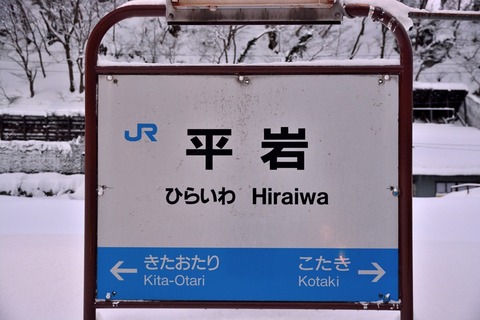 JR 平岩
ひらいわ Hiraiwa
← きたおたり こたき →
Kita-Otari Kotaki